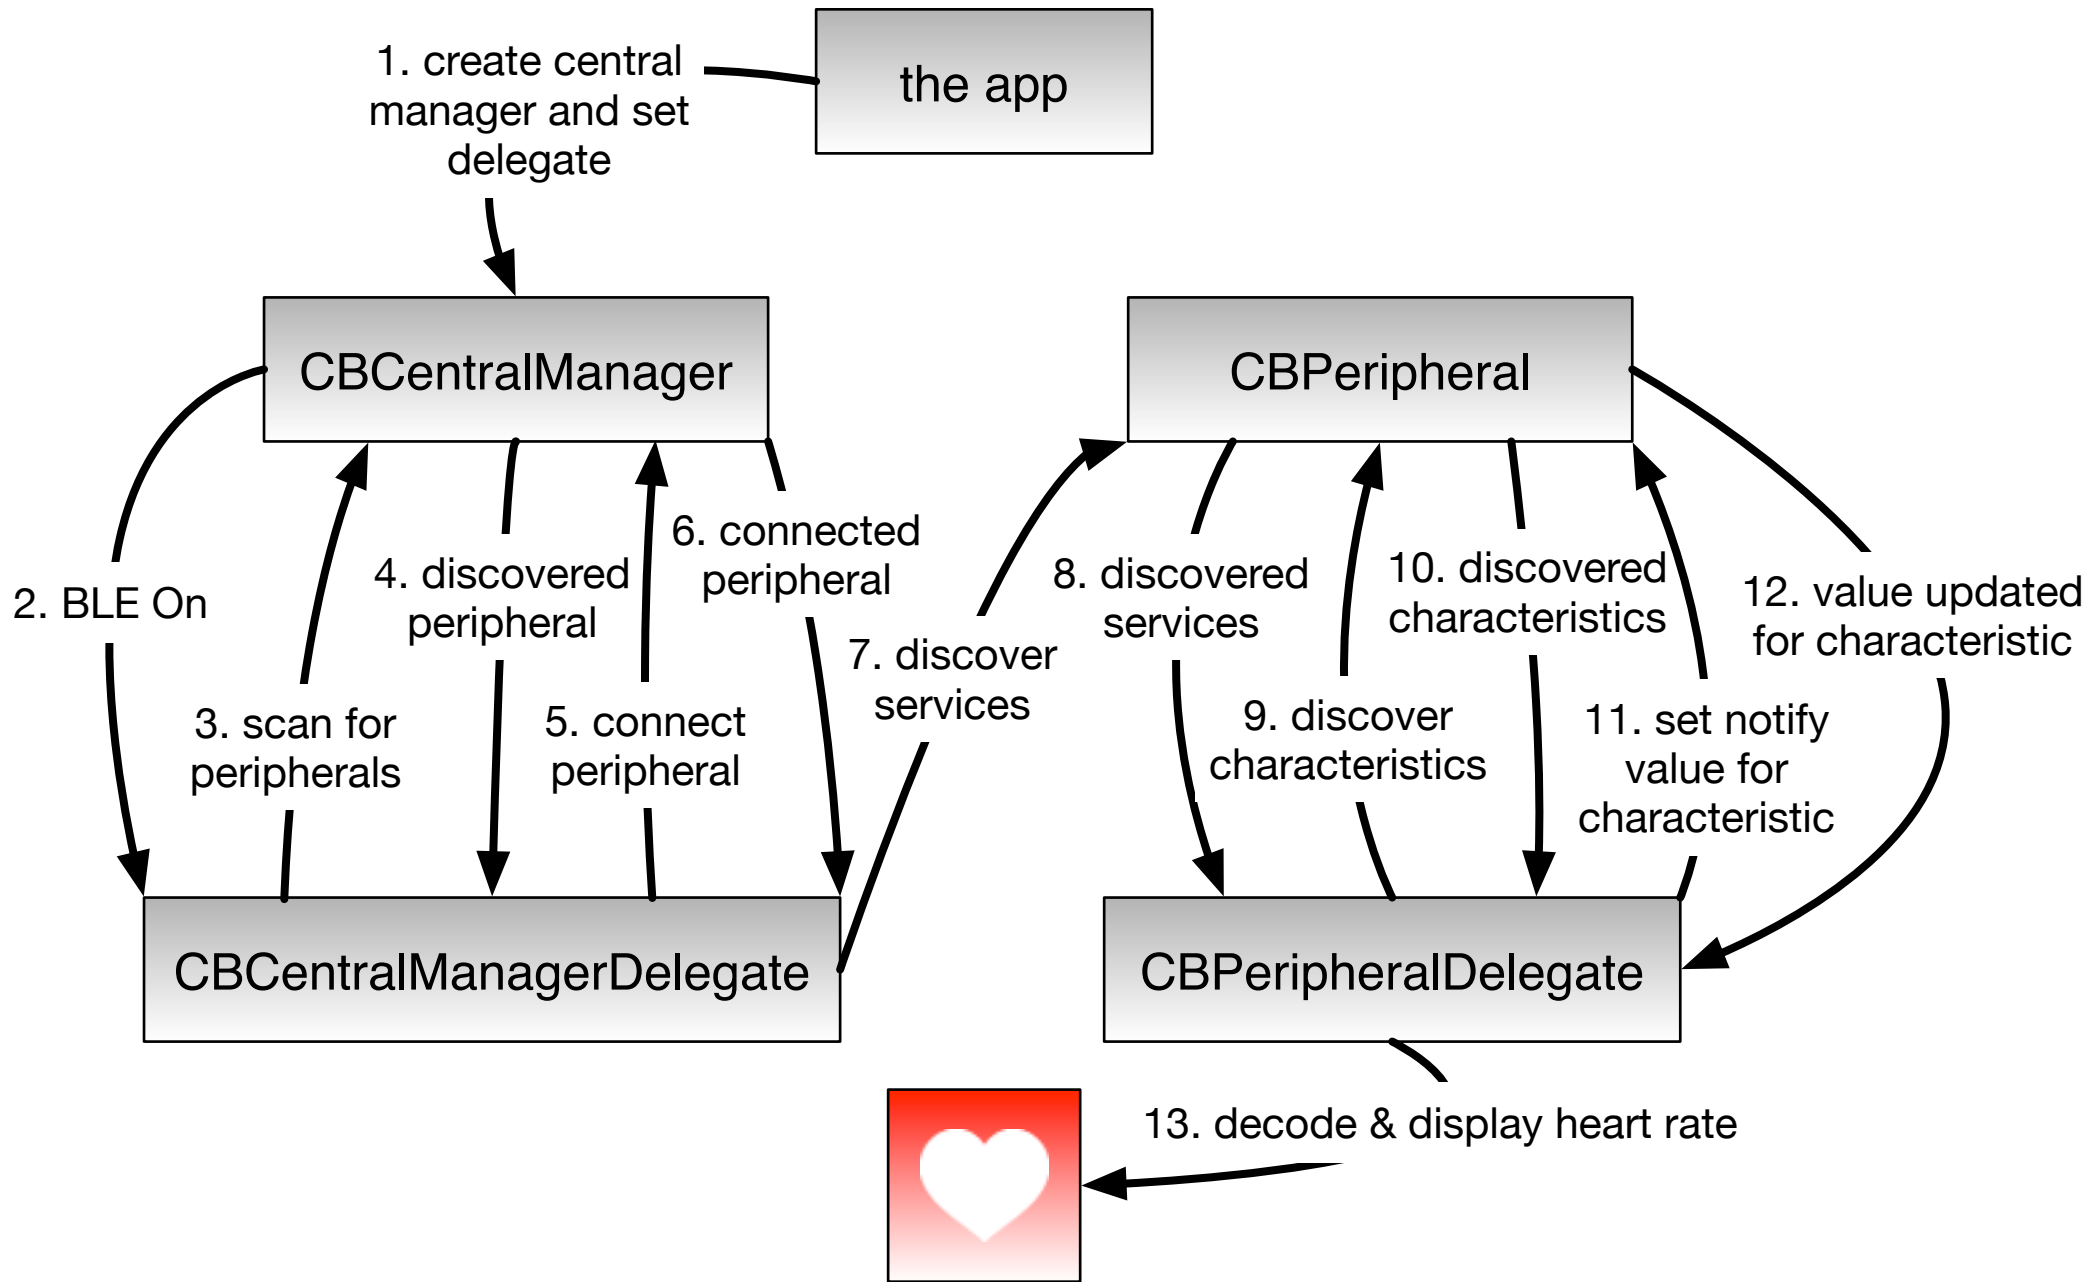 1. create central
manager and set
delegate
the app
CBCentralManager
CBPeripheral
2. BLE On
3. scan for
peripherals
4. discovered
peripheral
5. connect
peripheral
6. connected
peripheral
7. discover
services
8. discovered
services
9. discover
characteristics
10. discovered
characteristics
11. set notify
value for
characteristic
12. value updated
for characteristic
CBCentralManagerDelegate
CBPeripheralDelegate
13. decode & display heart rate